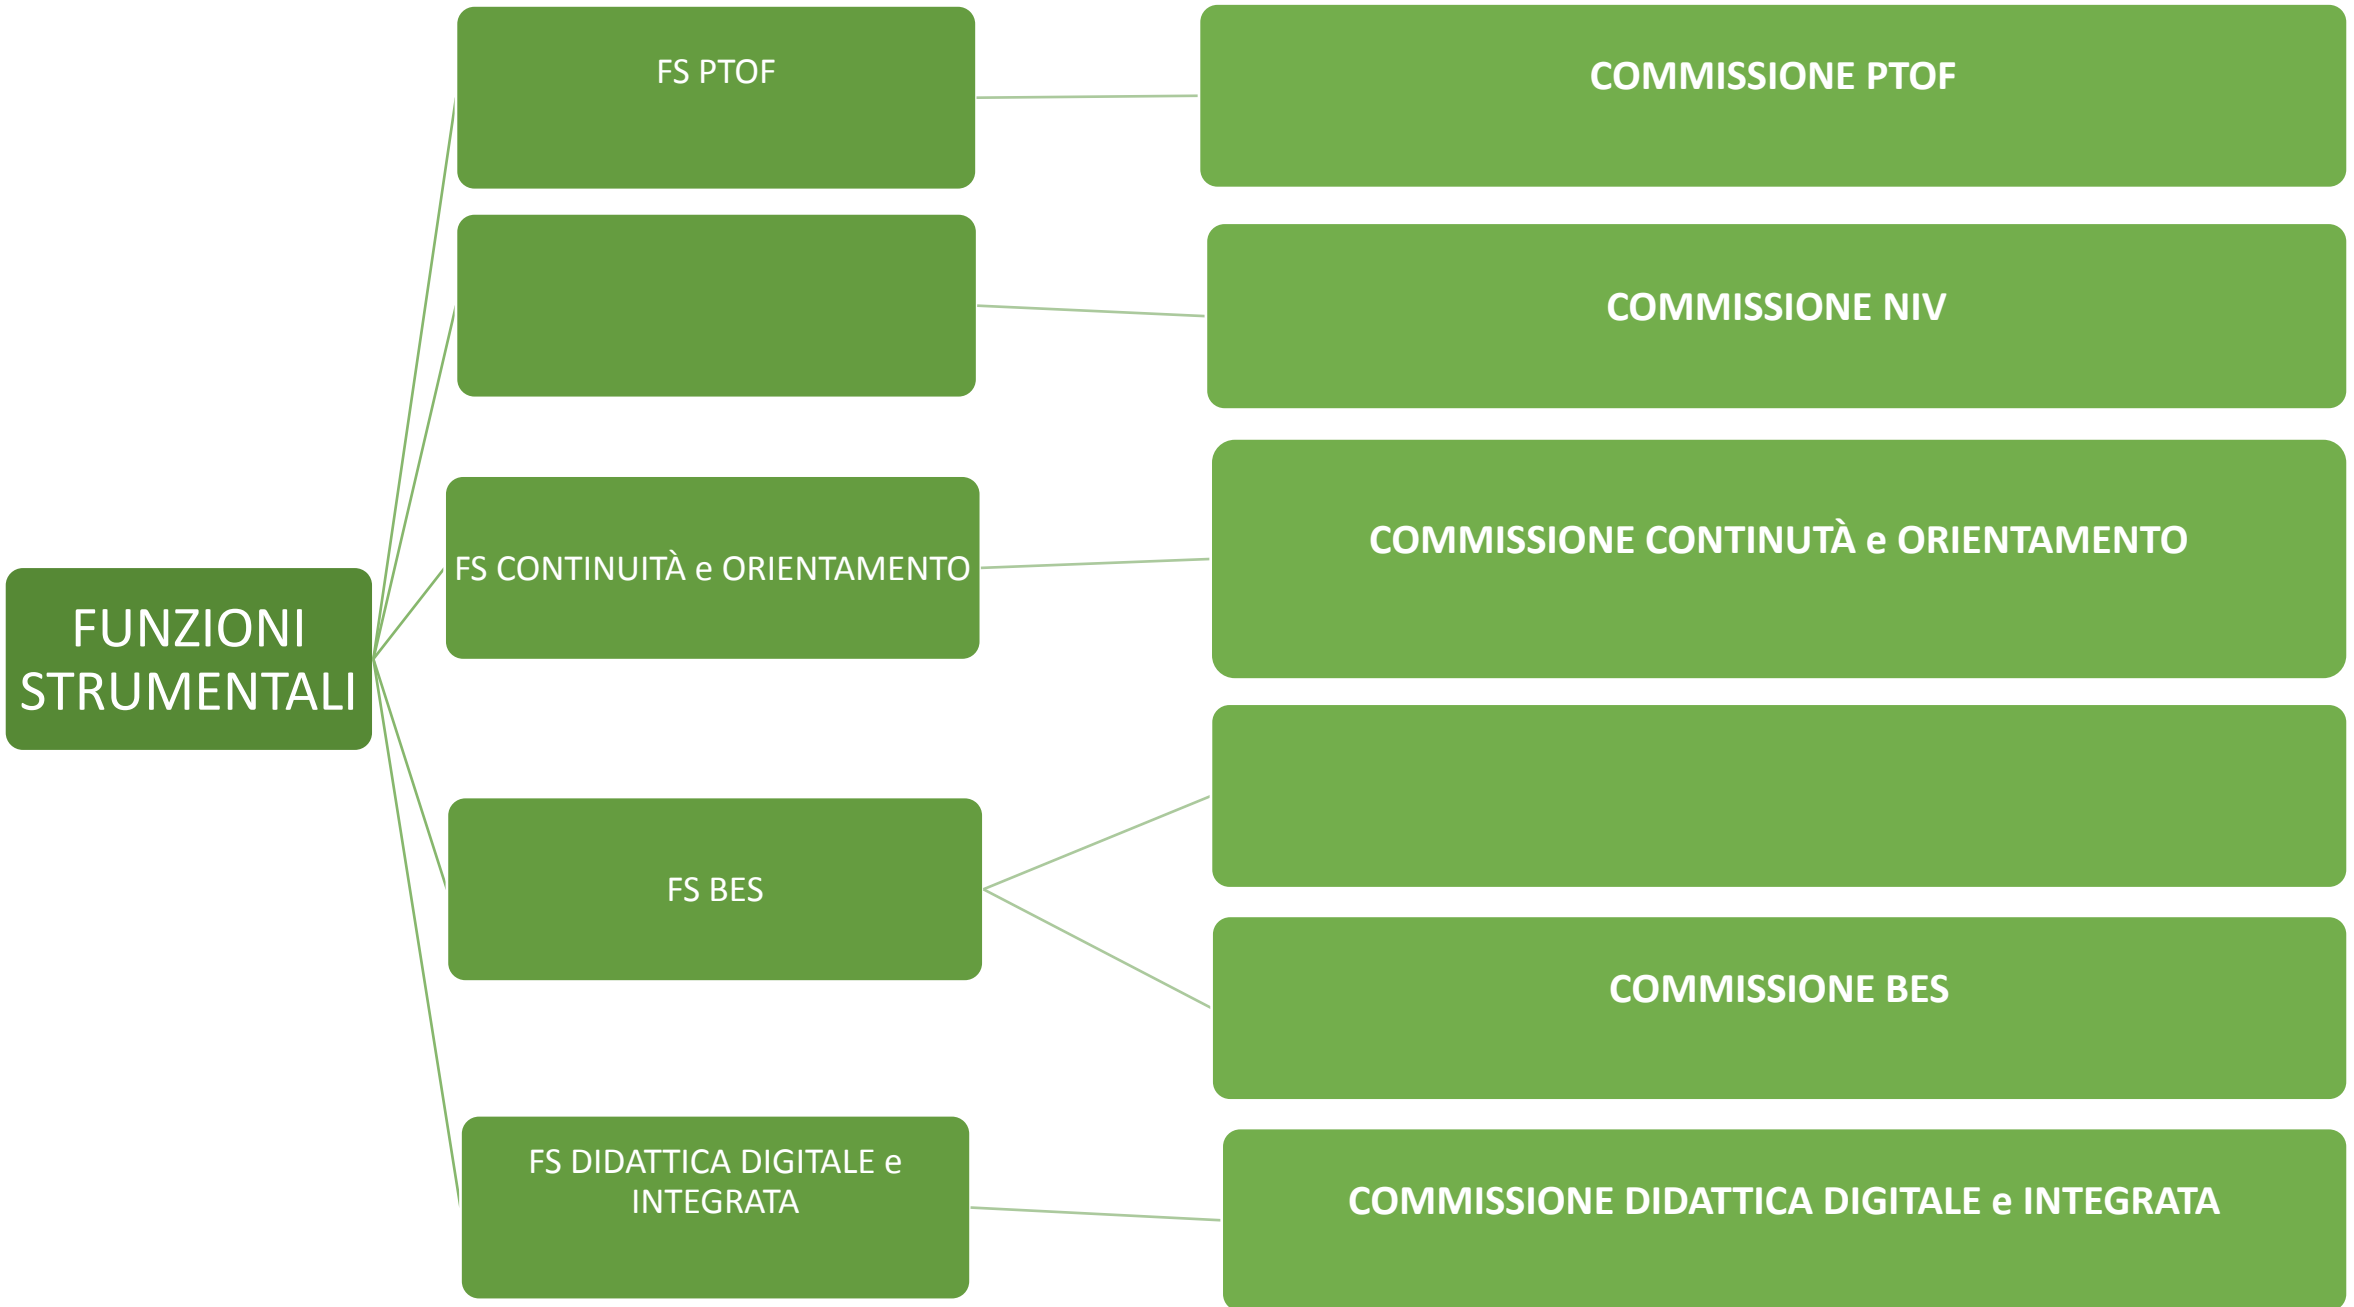 FUNZIONI
STRUMENTALI
FS PTOF
COMMISSIONE PTOF
COMMISSIONE NIV
FS CONTINUITÀ e ORIENTAMENTO
COMMISSIONE CONTINUTÀ e ORIENTAMENTO
FS BES
COMMISSIONE BES
FS DIDATTICA DIGITALE e
INTEGRATA
COMMISSIONE DIDATTICA DIGITALE e INTEGRATA